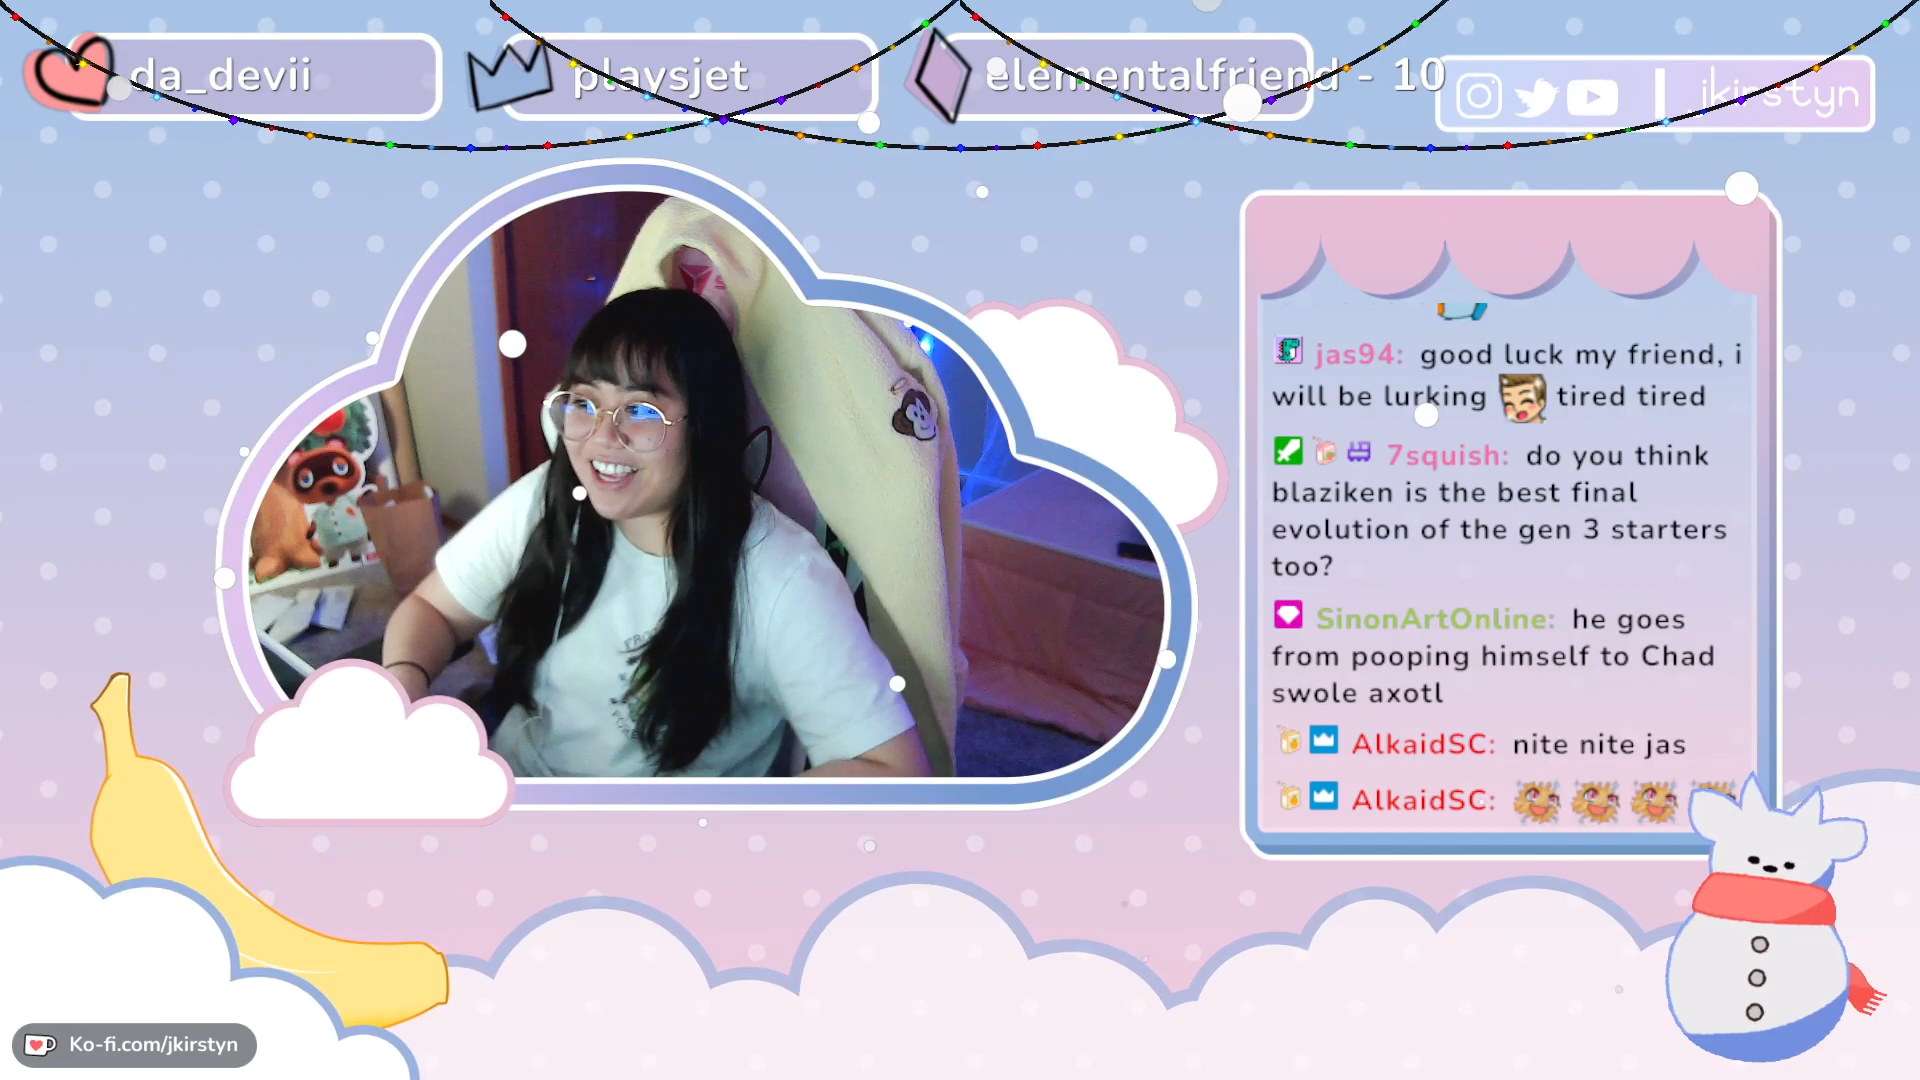 da_devii
playsjet
elementalfriend - 10
jkirstyn
jas94: good luck my friend, i
will be lurking tired tired
7squish: do you think
blaziken is the best final
evolution of the gen 3 starters
too?
SinonArtOnline: he goes
from pooping himself to Chad
swole axotl
AlkaidSC: nite nite jas
AlkaidSC:
Ko-fi.com/jkirstyn